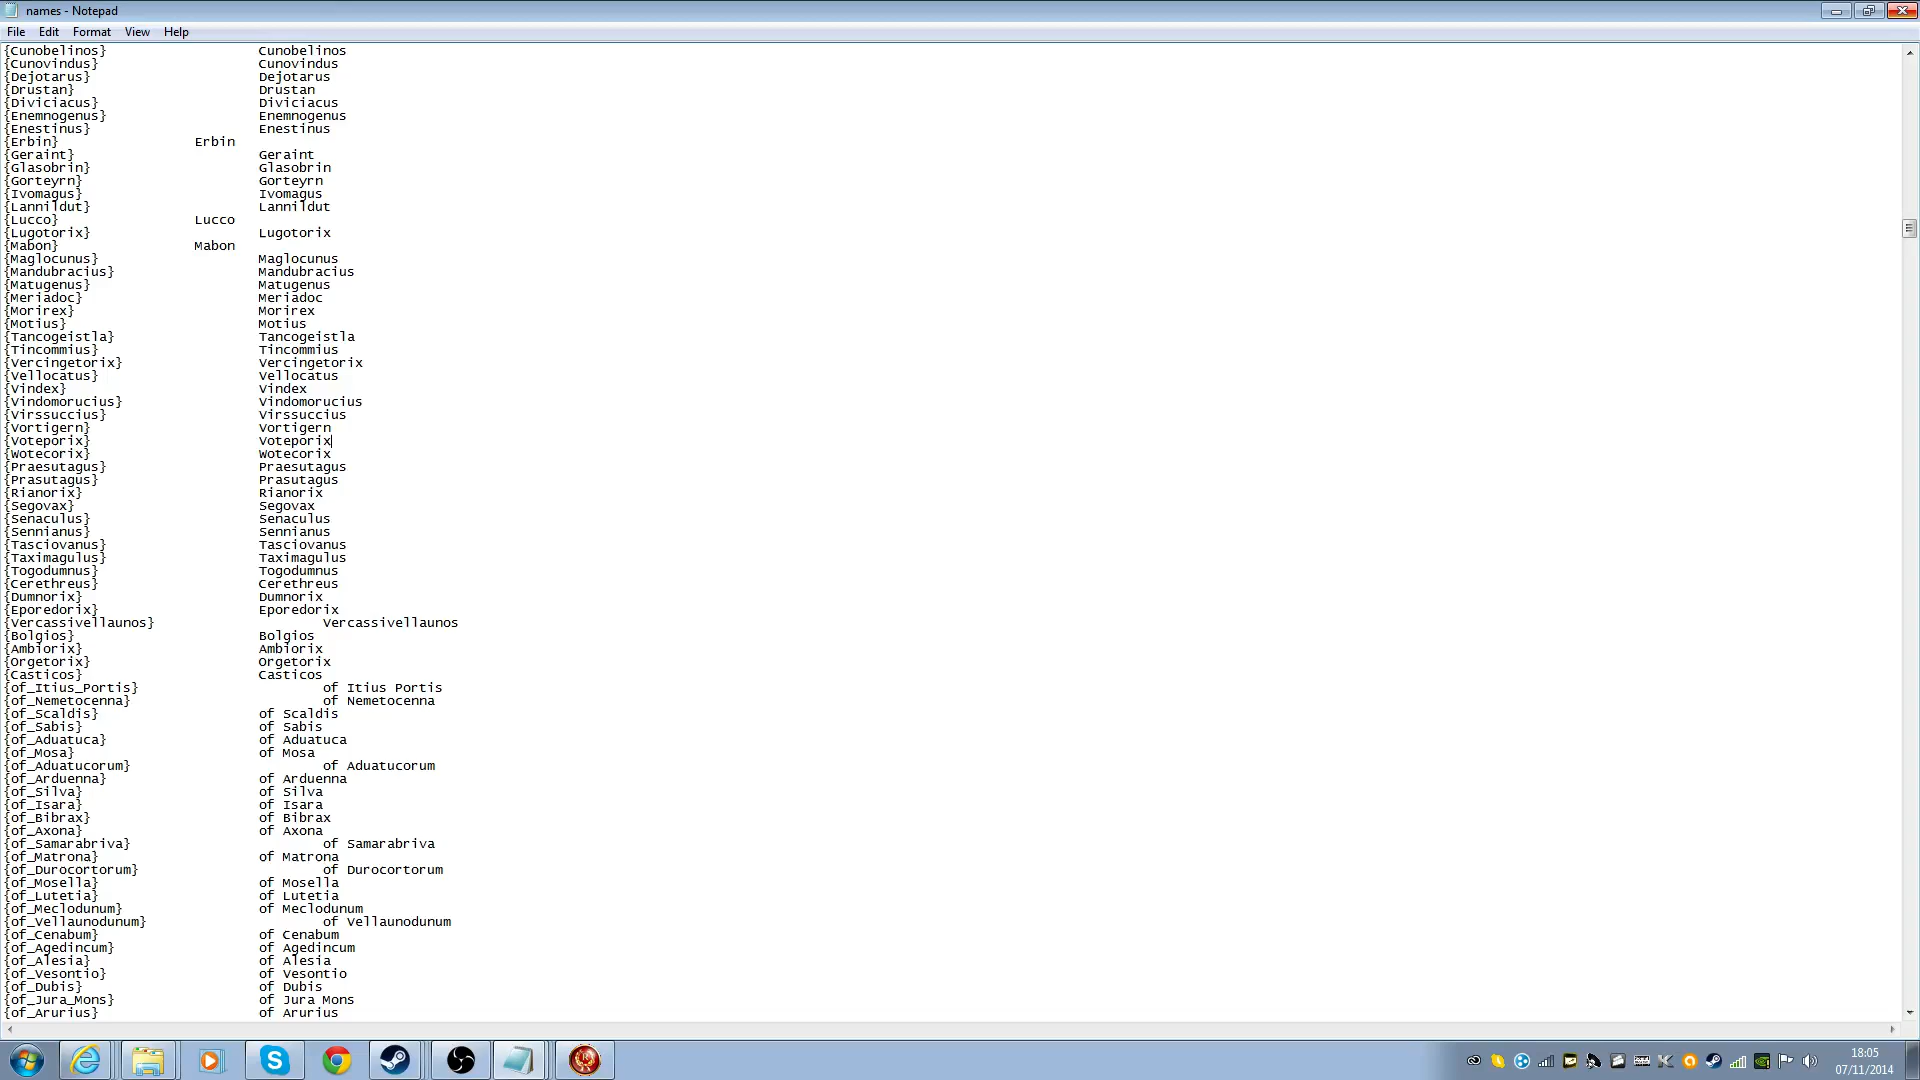 names - Notepad
File Edit Format View Help
{Cunobelinos} Cunobelinos
{Cunovindus} Cunovindus
{Dejotarus} Dejotarus
{Drustan} Drustan
{Diviciacus} Diviciacus
{Enemnogenus} Enemnogenus
{Enestinus} Enestinus
{Erbin} Erbin
{Geraint} Geraint
{Glasobrin} Glasobrin
{Gorteyrn} Gorteyrn
{Ivomagus} Ivomagus
{Lannildut} Lannildut
{Lucco} Lucco
{Lugotorix} Lugotorix
{Mabon} Mabon
{Maglocunus} Maglocunus
{Mandubracius} Mandubracius
{Matugenus} Matugenus
{Meriadoc} Meriadoc
{Morirex} Morirex
{Motius} Motius
{Tancogeistla} Tancogeistla
{Tincommius} Tincommius
{Vercingetorix} Vercingetorix
{Vellocatus} Vellocatus
{Vindex} Vindex
{Vindomorucius} Vindomorucius
{Virssuccius} Virssuccius
{Vortigern} Vortigern
{Voteporix} Voteporix
{Wotecorix} Wotecorix
{Praesutagus} Praesutagus
{Prasutagus} Prasutagus
{Rianorix} Rianorix
{Segovax} Segovax
{Senaculus} Senaculus
{Sennianus} Sennianus
{Tasciovanus} Tasciovanus
{Taximagulus} Taximagulus
{Togodumnus} Togodumnus
{Cerethreus} Cerethreus
{Dumnorix} Dumnorix
{Eporedorix} Eporedorix
{Vercassivellaunos} Vercassivellaunos
{Bolgios} Bolgios
{Ambiorix} Ambiorix
{Orgetorix} Orgetorix
{Casticos} Casticos
{of_Itius_Portis} of Itius Portis
{of_Nemetocenna} of Nemetocenna
{of_Scaldis} of Scaldis
{of_Sabis} of Sabis
{of_Aduatuca} of Aduatuca
{of_Mosa} of Mosa
{of_Aduatucorum} of Aduatucorum
{of_Arduenna} of Arduenna
{of_Silva} of Silva
{of_Isara} of Isara
{of_Bibrax} of Bibrax
{of_Axona} of Axona
{of_Samarabriva} of Samarabriva
{of_Matrona} of Matrona
{of_Durocortorum} of Durocortorum
{of_Mosella} of Mosella
{of_Lutetia} of Lutetia
{of_Meclodunum} of Meclodunum
{of_Vellaunodunum} of Vellaunodunum
{of_Cenabum} of Cenabum
{of_Agedincum} of Agedincum
{of_Alesia} of Alesia
{of_Vesontio} of Vesontio
{of_Dubis} of Dubis
{of_Jura_Mons} of Jura Mons
{of_Arurius} of Arurius
18:05
07/11/2014